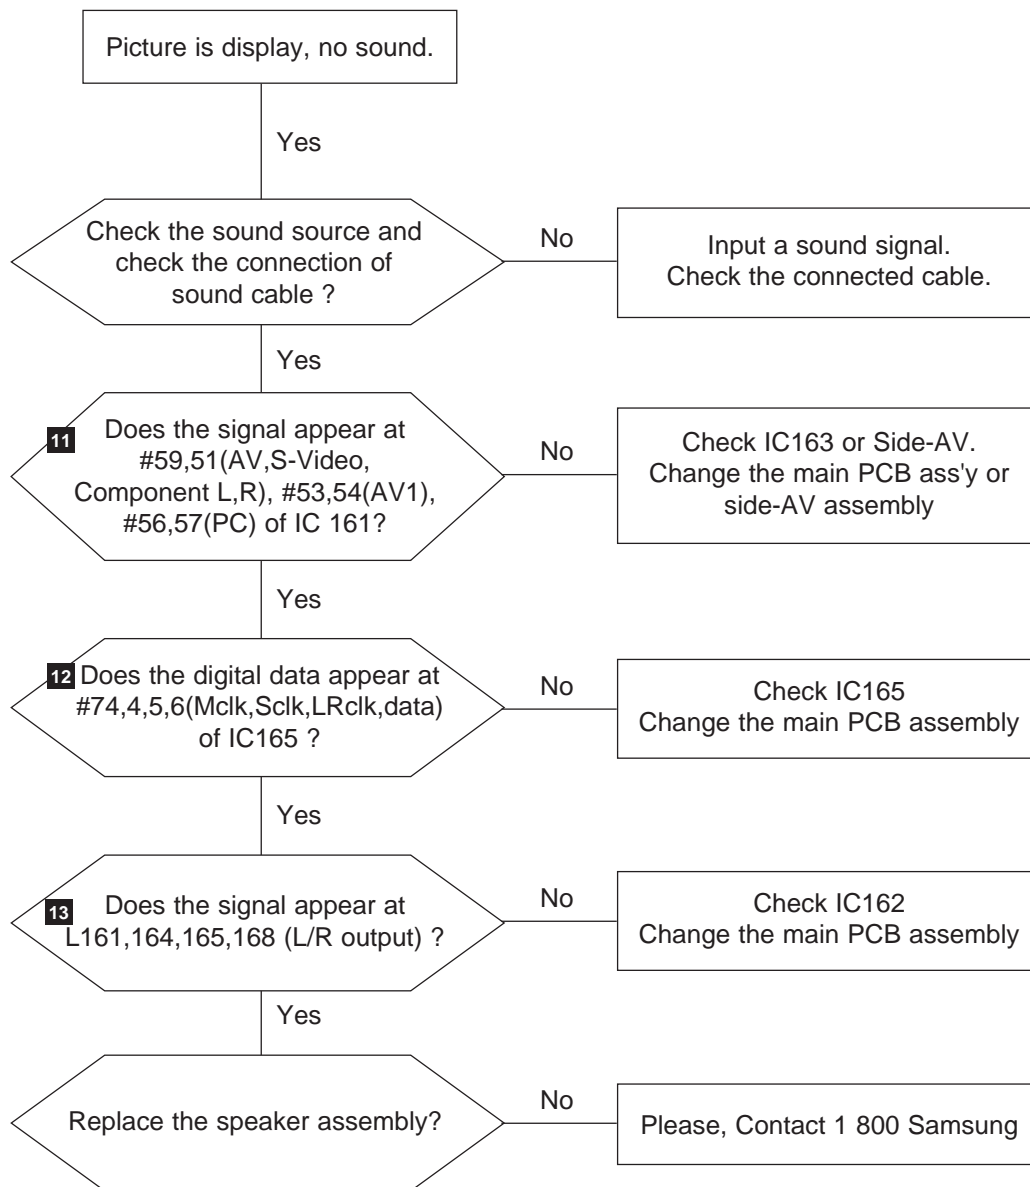 Picture is display, no sound.
Yes
Check the sound source and
check the connection of
sound cable ?
No
Input a sound signal.
Check the connected cable.
Yes
11
Does the signal appear at
#59,51(AV,S-Video,
Component L,R), #53,54(AV1),
#56,57(PC) of IC 161?
No
Check IC163 or Side-AV.
Change the main PCB ass'y or
side-AV assembly
Yes
12
Does the digital data appear at
#74,4,5,6(Mclk,Sclk,LRclk,data)
of IC165 ?
No
Check IC165
Change the main PCB assembly
Yes
13
Does the signal appear at
L161,164,165,168 (L/R output) ?
No
Check IC162
Change the main PCB assembly
Yes
Replace the speaker assembly?
No
Please, Contact 1 800 Samsung